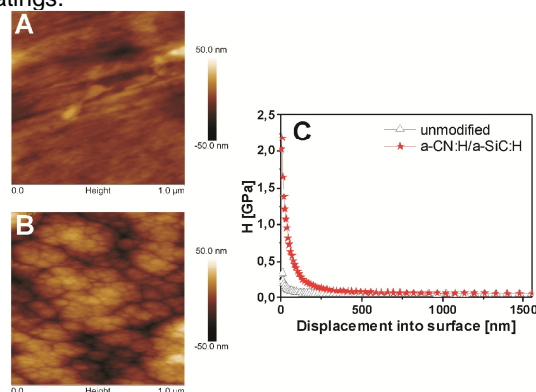 atings:
A
50.0 nm
-50.0 nm
0.0 Height 1.0 μm
B
50.0 nm
-50.0 nm
0.0 Height 1.0 μm
C
unmodified
a-CN:H/a-SiC:H
2,5
2,0
1,5
1,0
0,5
0,0
H [GPa]
0 500 1000 1500
Displacement into surface [nm]